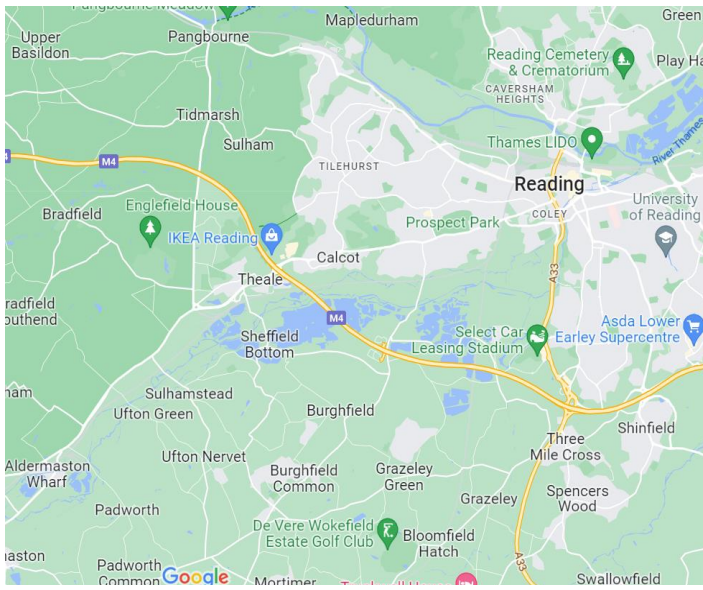 Pangbourne Meadow
Mapledurham
Green
Upper
Basildon
Pangbourne
Reading Cemetery
& Crematorium
Play Ha
CAVERSHAM
HEIGHTS
Tidmarsh
Sulham
Thames LIDO
River Thames
M4
TILEHURST
Reading
Englefield House
Bradfield
COLEY
University
of Reading
Prospect Park
IKEA Reading
Calcot
Theale
A33
radfield
outhend
M4
Sheffield
Bottom
Select Car
Leasing Stadium
Asda Lower
Earley Supercentre
am
Sulhamstead
Ufton Green
Burghfield
Shinfield
Three
Mile Cross
Ufton Nervet
Aldermaston
Wharf
Burghfield
Common
Grazeley
Green
Grazeley
Spencers
Wood
Padworth
De Vere Wokefield
Estate Golf Club
Bloomfield
Hatch
A33
aston
Padworth
Common
Google
Mortimer
Swallowfield